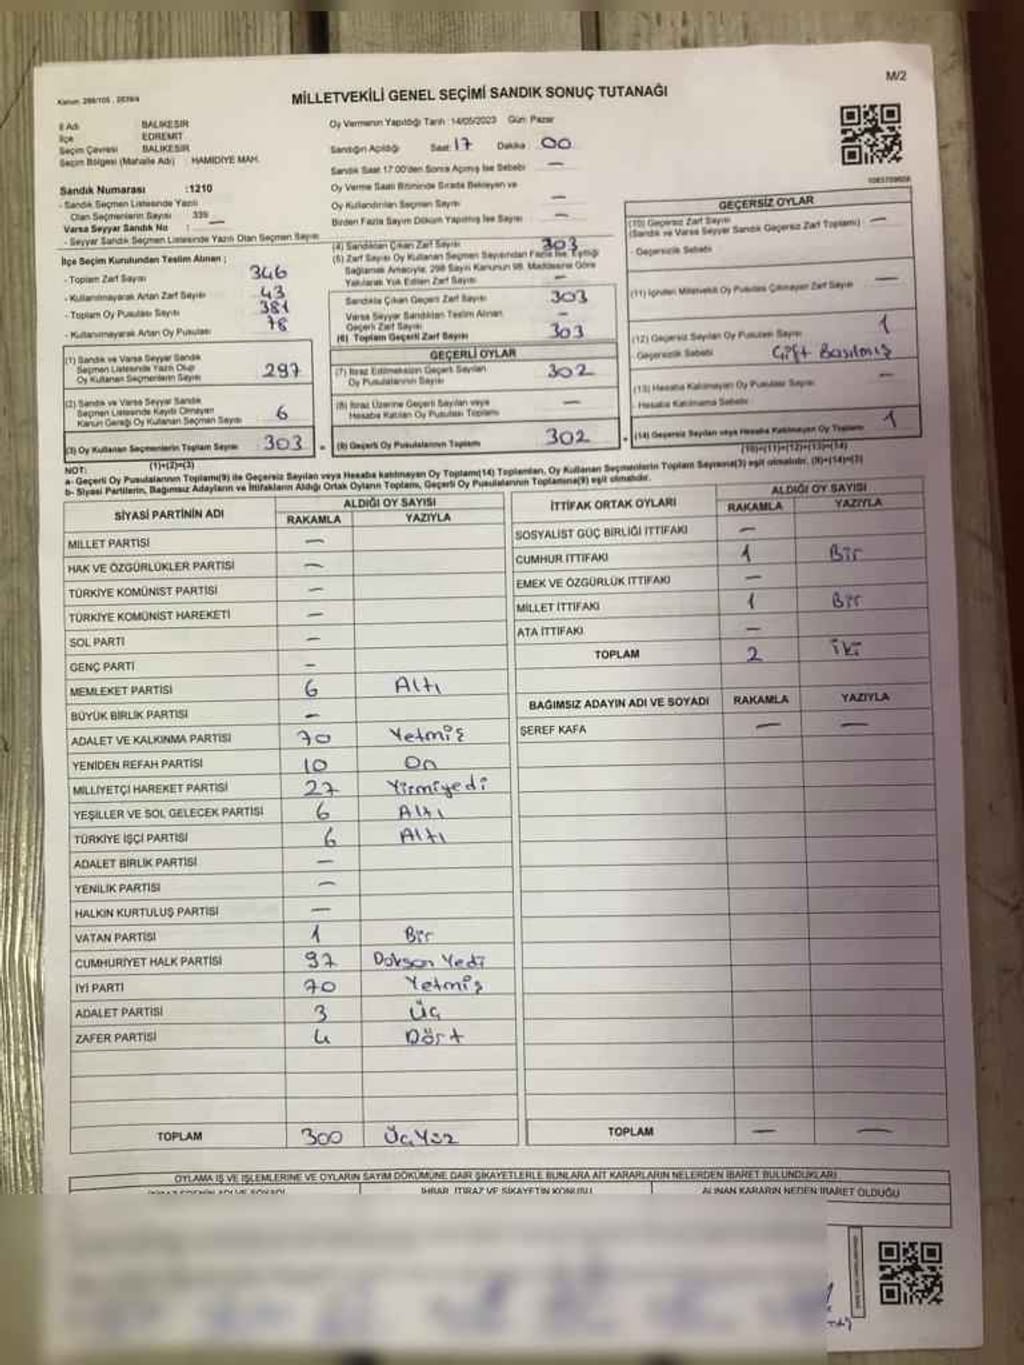 M/2
Kanun: 298/105 , 2839/4
MİLLETVEKİLİ GENEL SEÇİMİ SANDIK SONUÇ TUTANAĞI
İl Adı BALIKESİR
İlçe EDREMİT
Seçim Çevresi BALIKESİR
Seçim Bölgesi (Mahalle Adı) HAMİDİYE MAH.
Sandık Numarası :1210
- Sandık Seçmen Listesinde Yazılı
Olan Seçmenlerin Sayısı 339
Varsa Seyyar Sandık No :
- Seyyar Sandık Seçmen Listesinde Yazılı Olan Seçmen Sayısı
Oy Vermenin Yapıldığı Tarih :14/05/2023 Gün: Pazar
Sandığın Açıldığı Saat: 17 Dakika: 00
Sandık Saat 17:00'den Sonra Açılmış İse Sebebi —
Oy Verme Saati Bitiminde Sırada Bekleyen ve
Oy Kullandırılan Seçmen Sayısı —
Birden Fazla Sayım Döküm Yapılmış İse Sayısı —
İlçe Seçim Kurulundan Teslim Alınan ;
- Toplam Zarf Sayısı 346
- Kullanılmayarak Artan Zarf Sayısı 43
- Toplam Oy Pusulası Sayısı 381
- Kullanılmayarak Artan Oy Pusulası 78
(1) Sandık ve Varsa Seyyar Sandık
Seçmen Listesinde Yazılı Olup
Oy Kullanan Seçmenlerin Sayısı 297
(2) Sandık ve Varsa Seyyar Sandık
Seçmen Listesinde Kayıtlı Olmayan
Kanun Gereği Oy Kullanan Seçmen Sayısı 6
(3) Oy Kullanan Seçmenlerin Toplam Sayısı 303
(1)+(2)=(3)
(4) Sandıktan Çıkan Zarf Sayısı 303
(5) Zarf Sayısı Oy Kullanan Seçmen Sayısından Fazla İse, Eşitliği
Sağlamak Amacıyla, 298 Sayılı Kanunun 98. Maddesine Göre
Yakılarak Yok Edilen Zarf Sayısı —
Sandıkta Çıkan Geçerli Zarf Sayısı 303
Varsa Seyyar Sandıktan Teslim Alınan
Geçerli Zarf Sayısı —
(6) Toplam Geçerli Zarf Sayısı 303
GEÇERLİ OYLAR
(7) İtiraz Edilmeksizin Geçerli Sayılan
Oy Pusulalarının Sayısı 302
(8) İtiraz Üzerine Geçerli Sayılan veya
Hesaba Katılan Oy Pusulası Toplamı —
(9) Geçerli Oy Pusulalarının Toplamı 302
GEÇERSİZ OYLAR
(10) Geçersiz Zarf Sayısı —
(Sandık ve Varsa Seyyar Sandık Geçersiz Zarf Toplamı)
- Geçersizlik Sebebi
(11) İçinden Milletvekili Oy Pusulası Çıkmayan Zarf Sayısı —
(12) Geçersiz Sayılan Oy Pusulası Sayısı 1
Geçersizlik Sebebi Çift Basılmış
(13) Hesaba Katılmayan Oy Pusulası Sayısı —
- Hesaba Katılmama Sebebi
(14) Geçersiz Sayılan veya Hesaba Katılmayan Oy Toplamı 1
(10)+(11)+(12)+(13)=(14)
NOT:
a- Geçerli Oy Pusulalarının Toplamı(9) ile Geçersiz Sayılan veya Hesaba katılmayan Oy Toplamı(14) Toplamları, Oy Kullanan Seçmenlerin Toplam Sayısına(3) eşit olmalıdır. (9)+(14)=(3)
b- Siyasi Partilerin, Bağımsız Adayların ve İttifakların Aldığı Ortak Oyların Toplamı, Geçerli Oy Pusulalarının Toplamına(9) eşit olmalıdır.
SİYASİ PARTİNİN ADI ALDIĞI OY SAYISI
RAKAMLA YAZIYLA
MİLLET PARTİSİ —
HAK VE ÖZGÜRLÜKLER PARTİSİ —
TÜRKİYE KOMÜNİST PARTİSİ —
TÜRKİYE KOMÜNİST HAREKETİ —
SOL PARTİ —
GENÇ PARTİ —
MEMLEKET PARTİSİ 6 Altı
BÜYÜK BİRLİK PARTİSİ —
ADALET VE KALKINMA PARTİSİ 70 Yetmiş
YENİDEN REFAH PARTİSİ 10 On
MİLLİYETÇİ HAREKET PARTİSİ 27 Yirmiyedi
YEŞİLLER VE SOL GELECEK PARTİSİ 6 Altı
TÜRKİYE İŞÇİ PARTİSİ 6 Altı
ADALET BİRLİK PARTİSİ —
YENİLİK PARTİSİ —
HALKIN KURTULUŞ PARTİSİ —
VATAN PARTİSİ 1 Bir
CUMHURİYET HALK PARTİSİ 97 Doksan Yedi
İYİ PARTİ 70 Yetmiş
ADALET PARTİSİ 3 Üç
ZAFER PARTİSİ 4 Dört
TOPLAM 300 ÜçYüz
İTTİFAK ORTAK OYLARI ALDIĞI OY SAYISI
RAKAMLA YAZIYLA
SOSYALİST GÜÇ BİRLİĞİ İTTİFAKI —
CUMHUR İTTİFAKI 1 Bir
EMEK VE ÖZGÜRLÜK İTTİFAKI —
MİLLET İTTİFAKI 1 Bir
ATA İTTİFAKI —
TOPLAM 2 iki
BAĞIMSIZ ADAYIN ADI VE SOYADI RAKAMLA YAZIYLA
ŞEREF KAFA — —
TOPLAM — —
OYLAMA İŞ VE İŞLEMLERİNE VE OYLARIN SAYIM DÖKÜMÜNE DAİR ŞİKAYETLERLE BUNLARA AİT KARARLARIN NELERDEN İBARET BULUNDUKLARI
İHBAR, İTİRAZ VE ŞİKAYETİN KONUSU ALINAN KARARIN NEDEN İBARET OLDUĞU